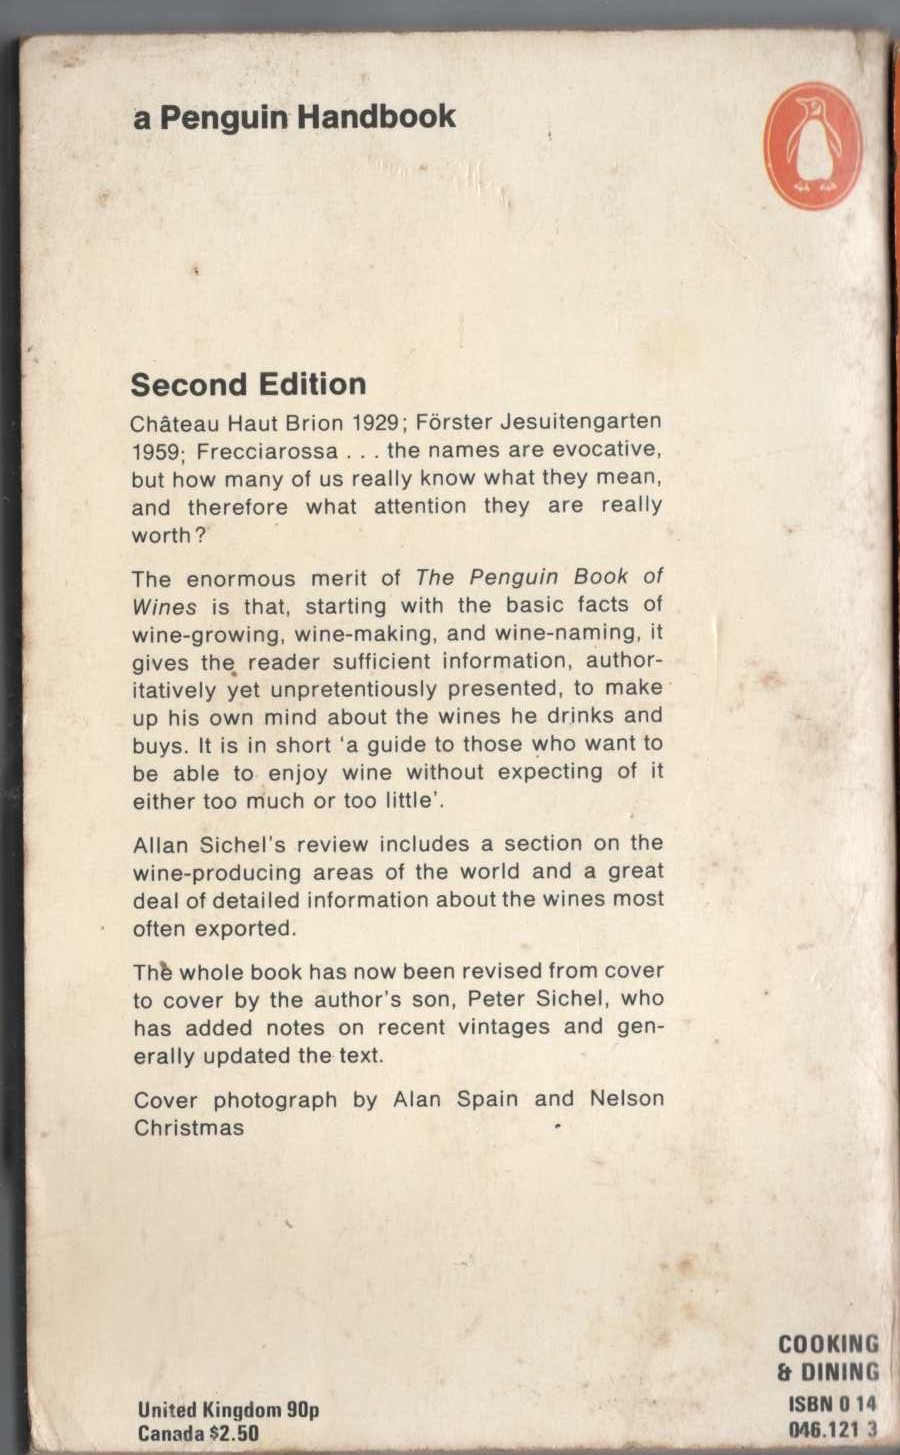 a Penguin Handbook
Second Edition
Château Haut Brion 1929; Förster Jesuitengarten
1959; Frecciarossa . . . the names are evocative,
but how many of us really know what they mean,
and therefore what attention they are really
worth?
The enormous merit of The Penguin Book of
Wines is that, starting with the basic facts of
wine-growing, wine-making, and wine-naming, it
gives the reader sufficient information, author-
itatively yet unpretentiously presented, to make
up his own mind about the wines he drinks and
buys. It is in short ‘a guide to those who want to
be able to enjoy wine without expecting of it
either too much or too little’.
Allan Sichel’s review includes a section on the
wine-producing areas of the world and a great
deal of detailed information about the wines most
often exported.
The whole book has now been revised from cover
to cover by the author’s son, Peter Sichel, who
has added notes on recent vintages and gen-
erally updated the text.
Cover photograph by Alan Spain and Nelson
Christmas
United Kingdom 90p
Canada $2.50
COOKING
& DINING
ISBN 0 14
046.121 3